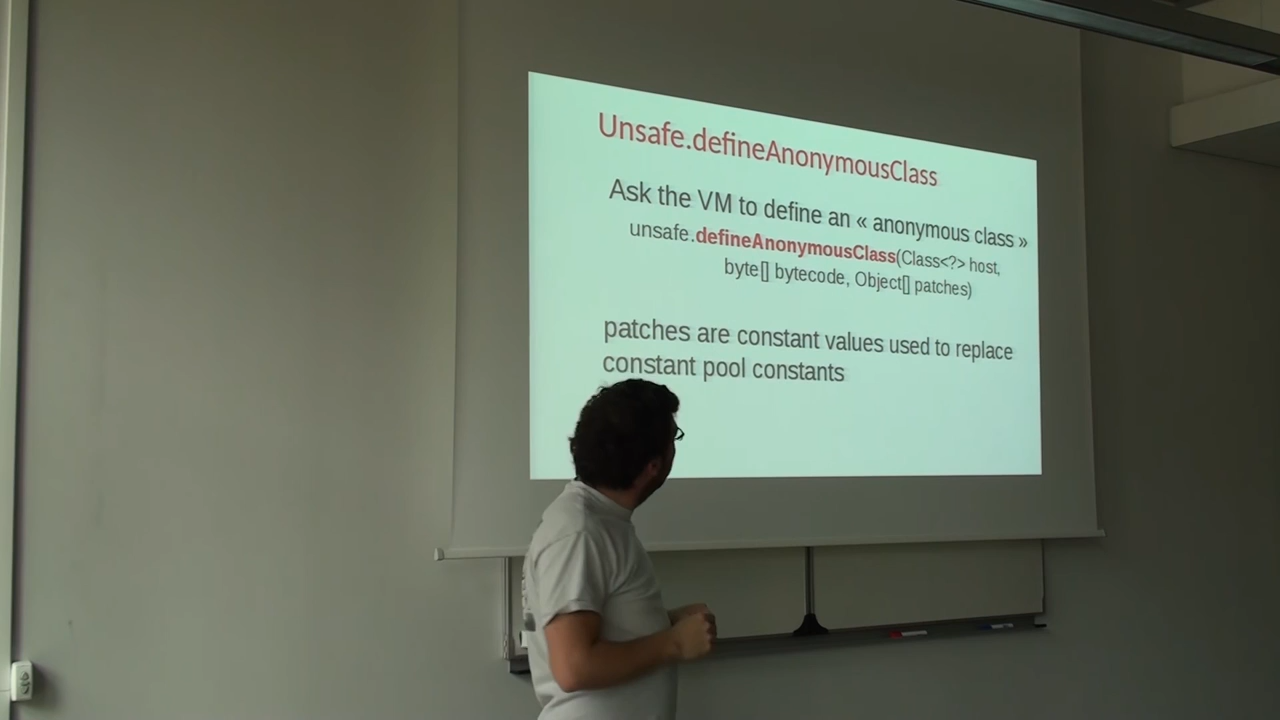 Unsafe.defineAnonymousClass
Ask the VM to define an « anonymous class »
unsafe.defineAnonymousClass(Class<?> host,
byte[] bytecode, Object[] patches)
patches are constant values used to replace
constant pool constants